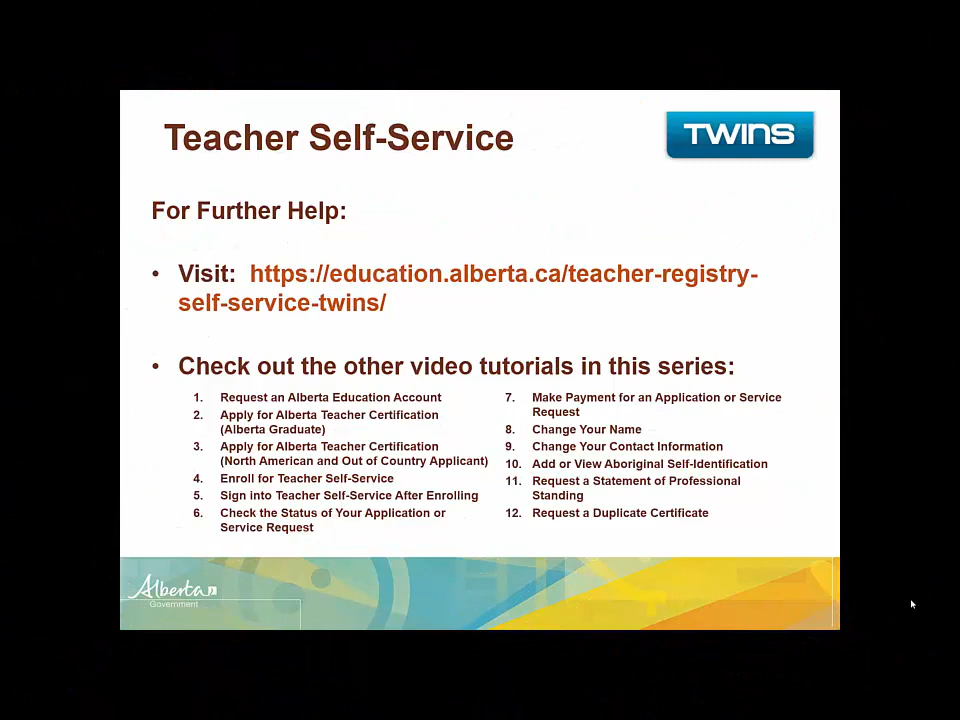 Teacher Self-Service
TWINS
For Further Help:
• Visit: https://education.alberta.ca/teacher-registry-
self-service-twins/
• Check out the other video tutorials in this series:
1. Request an Alberta Education Account
2. Apply for Alberta Teacher Certification
(Alberta Graduate)
3. Apply for Alberta Teacher Certification
(North American and Out of Country Applicant)
4. Enroll for Teacher Self-Service
5. Sign into Teacher Self-Service After Enrolling
6. Check the Status of Your Application or
Service Request
7. Make Payment for an Application or Service
Request
8. Change Your Name
9. Change Your Contact Information
10. Add or View Aboriginal Self-Identification
11. Request a Statement of Professional
Standing
12. Request a Duplicate Certificate
Alberta
Government